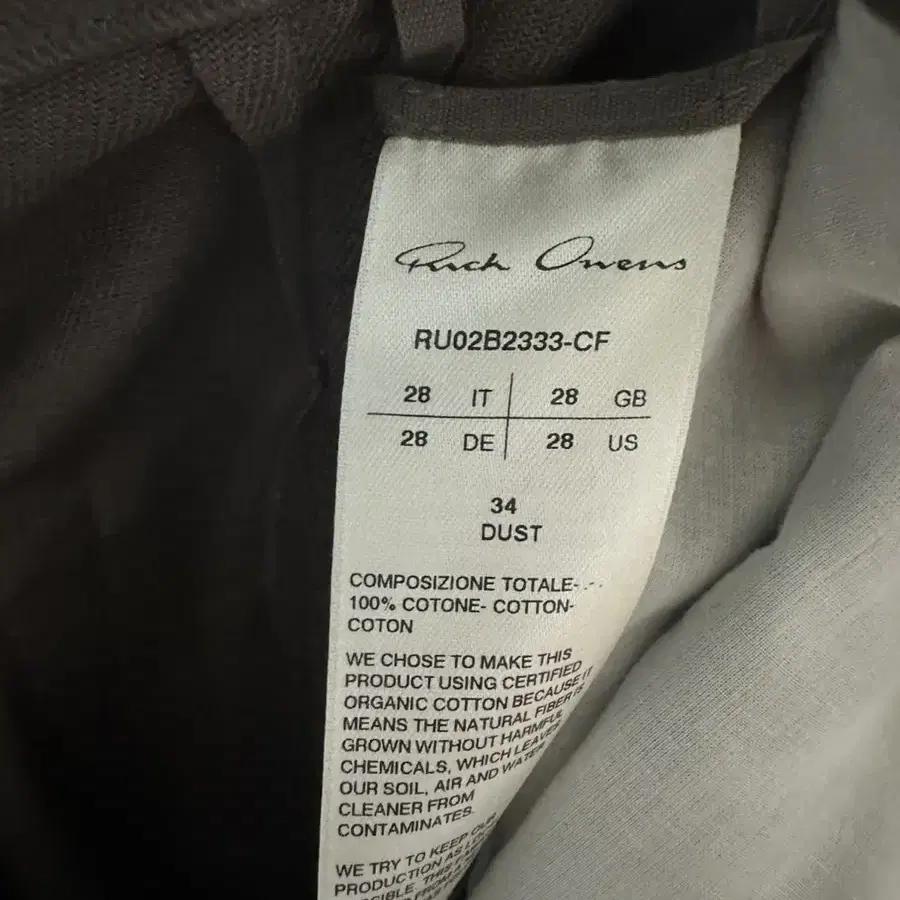 Rick Owens
RU02B2333-CF
28 IT 28 GB
28 DE 28 US
34
DUST
COMPOSIZIONE TOTALE-
100% COTONE- COTTON-
COTON
WE CHOSE TO MAKE THIS
PRODUCT USING CERTIFIED
ORGANIC COTTON BECAUSE IT
MEANS THE NATURAL FIBER IS
GROWN WITHOUT HARMFUL
CHEMICALS, WHICH LEAVES
OUR SOIL, AIR AND WATER
CLEANER FROM
CONTAMINATES.
WE TRY TO KEEP OUR
PRODUCTION AS